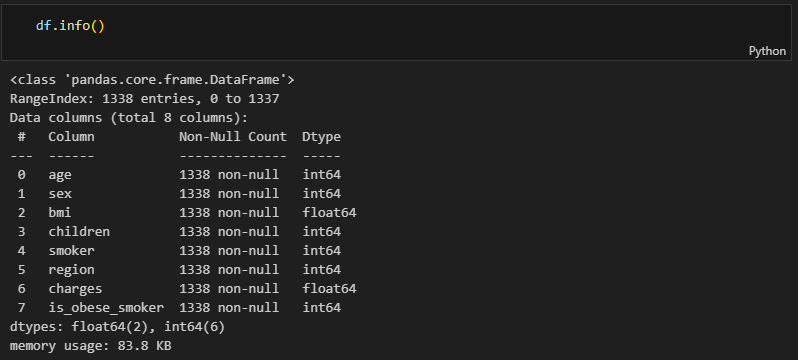 df.info()
Python
<class 'pandas.core.frame.DataFrame'>
RangeIndex: 1338 entries, 0 to 1337
Data columns (total 8 columns):
 #   Column           Non-Null Count  Dtype
---  ------           --------------  -----
 0   age              1338 non-null   int64
 1   sex              1338 non-null   int64
 2   bmi              1338 non-null   float64
 3   children         1338 non-null   int64
 4   smoker           1338 non-null   int64
 5   region           1338 non-null   int64
 6   charges          1338 non-null   float64
 7   is_obese_smoker  1338 non-null   int64
dtypes: float64(2), int64(6)
memory usage: 83.8 KB